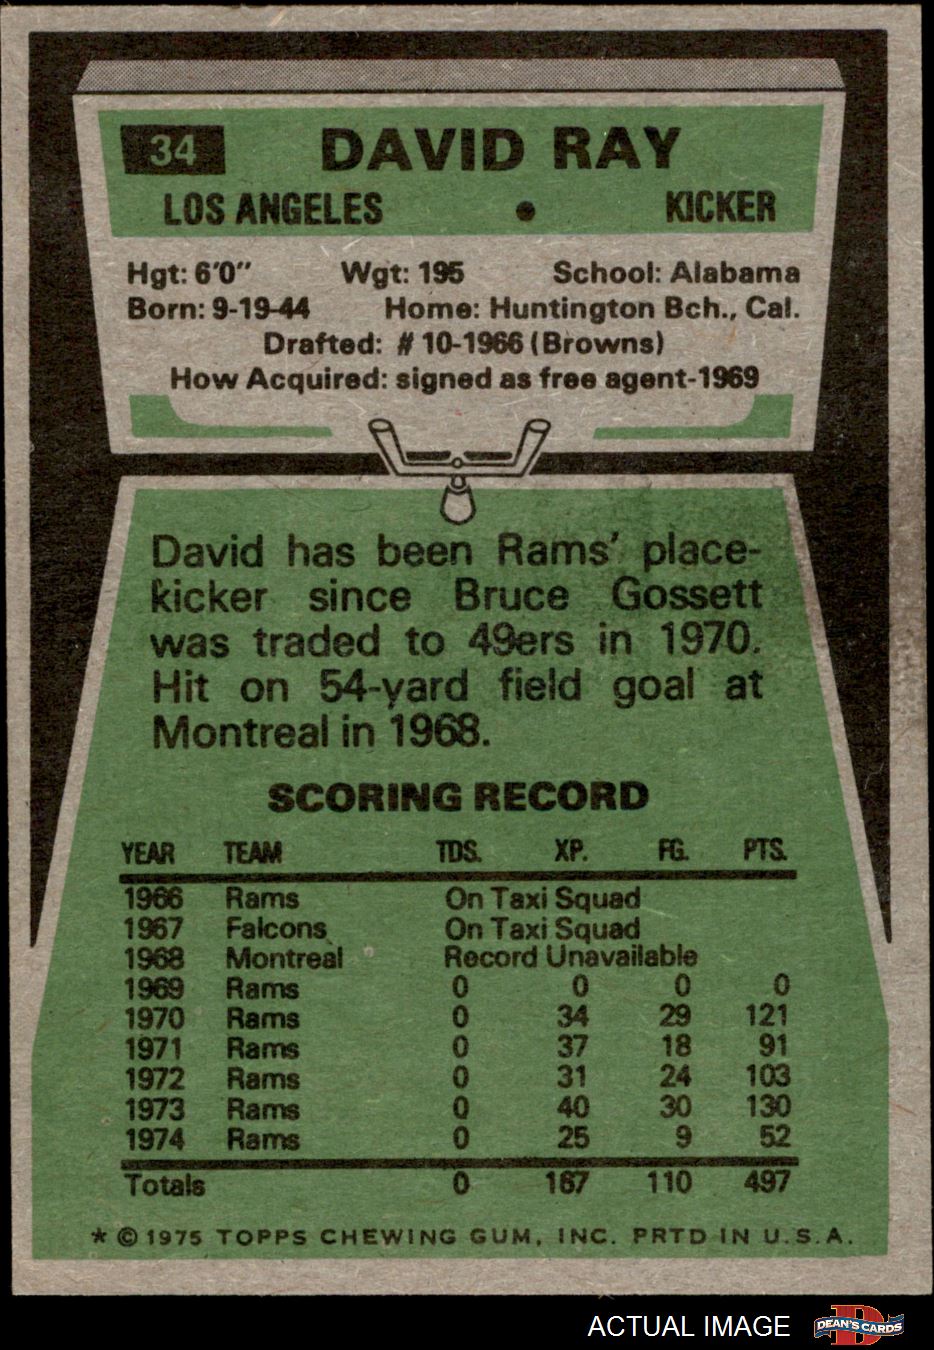 34 DAVID RAY
LOS ANGELES • KICKER
Hgt: 6'0" Wgt: 195 School: Alabama
Born: 9-19-44 Home: Huntington Bch., Cal.
Drafted: # 10-1966 (Browns)
How Acquired: signed as free agent-1969
David has been Rams' place-
kicker since Bruce Gossett
was traded to 49ers in 1970.
Hit on 54-yard field goal at
Montreal in 1968.
SCORING RECORD
YEAR TEAM TDS. XP. FG. PTS.
1966 Rams On Taxi Squad
1967 Falcons On Taxi Squad
1968 Montreal Record Unavailable
1969 Rams 0 0 0 0
1970 Rams 0 34 29 121
1971 Rams 0 37 18 91
1972 Rams 0 31 24 103
1973 Rams 0 40 30 130
1974 Rams 0 25 9 52
Totals 0 167 110 497
* © 1975 TOPPS CHEWING GUM, INC. PRTD IN U.S.A.
ACTUAL IMAGE D DEAN'S CARDS